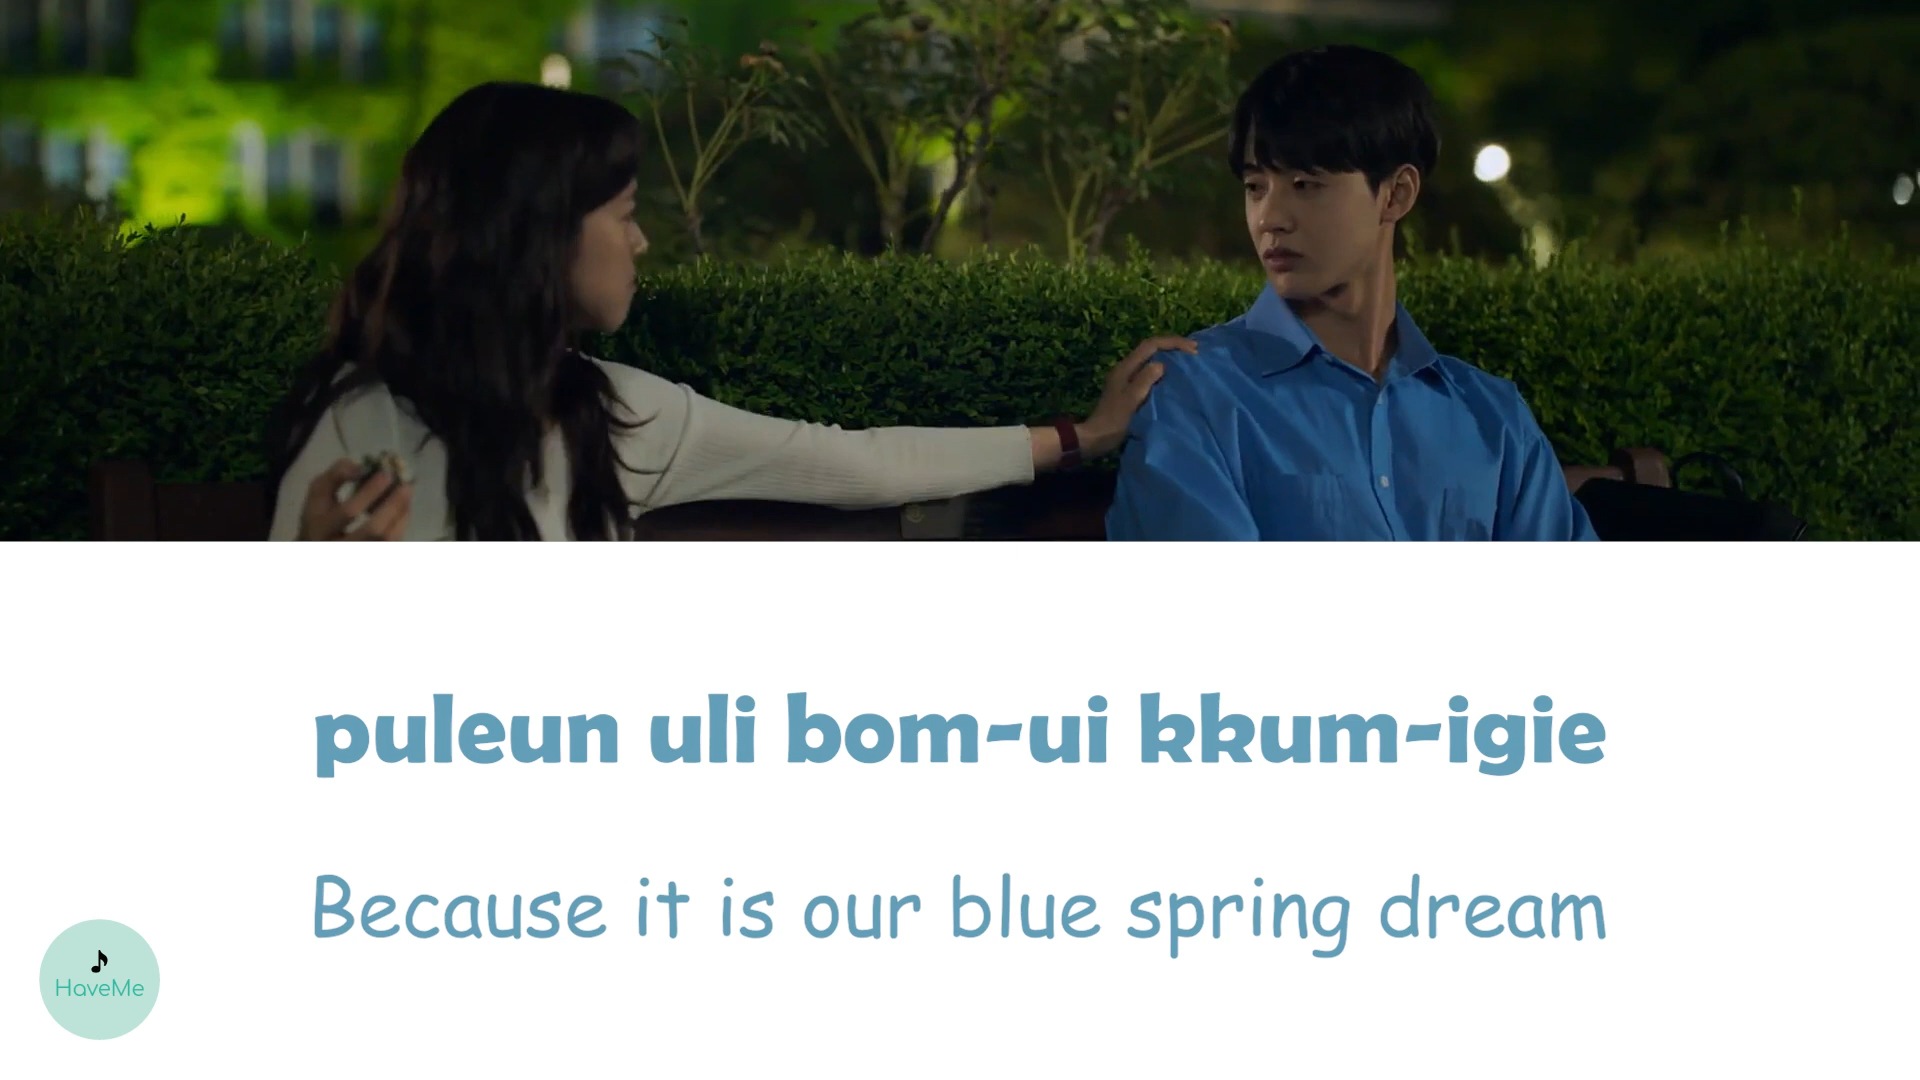 puleun uli bom-ui kkum-igie
Because it is our blue spring dream
HaveMe